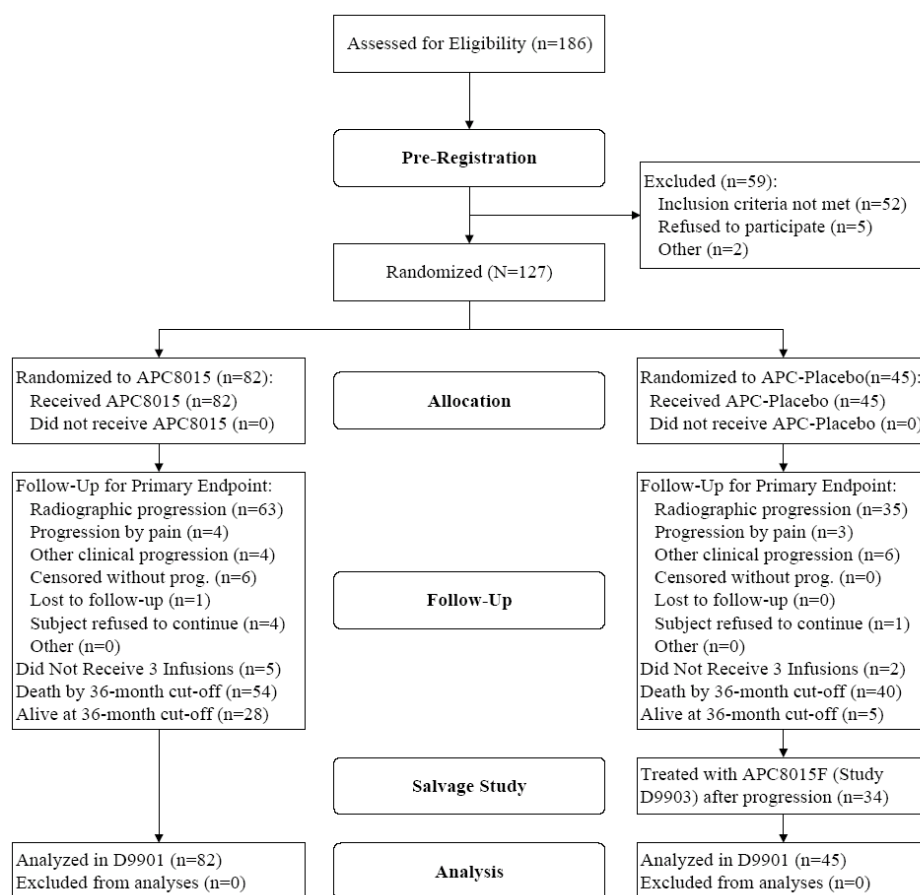 Assessed for Eligibility (n=186)
Pre-Registration
Excluded (n=59):
Inclusion criteria not met (n=52)
Refused to participate (n=5)
Other (n=2)
Randomized (N=127)
Randomized to APC8015 (n=82):
Received APC8015 (n=82)
Did not receive APC8015 (n=0)
Allocation
Randomized to APC-Placebo(n=45):
Received APC-Placebo (n=45)
Did not receive APC-Placebo (n=0)
Follow-Up for Primary Endpoint:
Radiographic progression (n=63)
Progression by pain (n=4)
Other clinical progression (n=4)
Censored without prog. (n=6)
Lost to follow-up (n=1)
Subject refused to continue (n=4)
Other (n=0)
Did Not Receive 3 Infusions (n=5)
Death by 36-month cut-off (n=54)
Alive at 36-month cut-off (n=28)
Follow-Up
Follow-Up for Primary Endpoint:
Radiographic progression (n=35)
Progression by pain (n=3)
Other clinical progression (n=6)
Censored without prog. (n=0)
Lost to follow-up (n=0)
Subject refused to continue (n=1)
Other (n=0)
Did Not Receive 3 Infusions (n=2)
Death by 36-month cut-off (n=40)
Alive at 36-month cut-off (n=5)
Salvage Study
Treated with APC8015F (Study
D9903) after progression (n=34)
Analyzed in D9901 (n=82)
Excluded from analyses (n=0)
Analysis
Analyzed in D9901 (n=45)
Excluded from analyses (n=0)